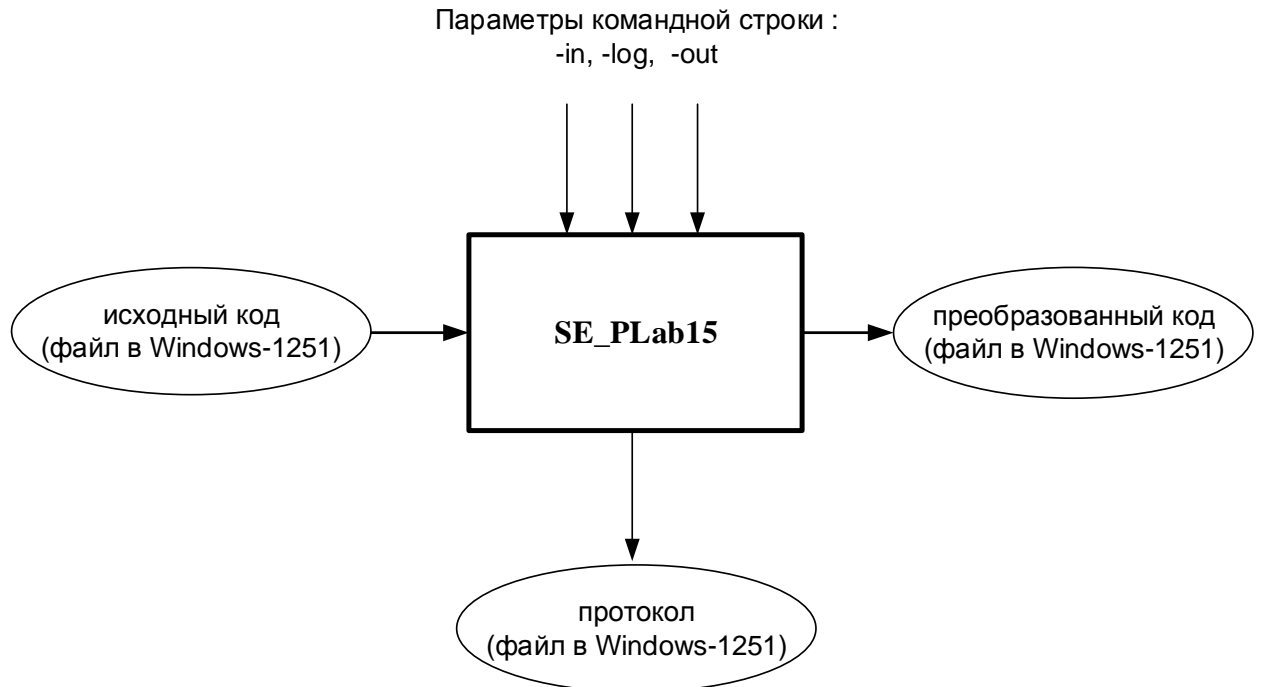 Параметры командной строки :
-in, -log, -out
исходный код
(файл в Windows-1251)
SE_PLab15
преобразованный код
(файл в Windows-1251)
протокол
(файл в Windows-1251)